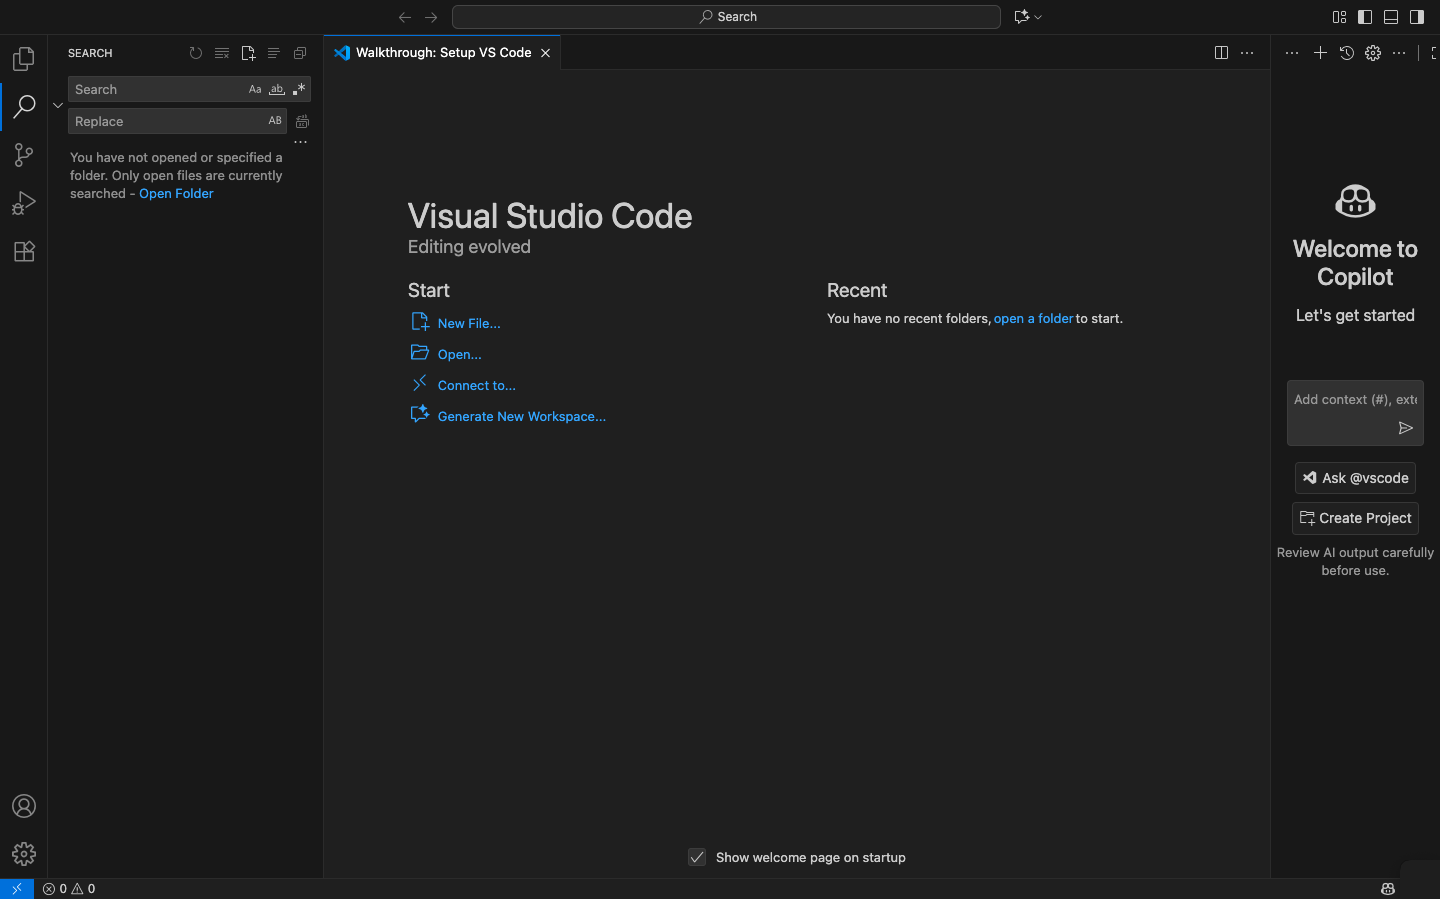 Search
SEARCH
Search
Aa
ab
Replace
AB
You have not opened or specified a
folder. Only open files are currently
searched - Open Folder
Walkthrough: Setup VS Code
Visual Studio Code
Editing evolved
Start
New File...
Open...
Connect to...
Generate New Workspace...
Recent
You have no recent folders, open a folder to start.
Show welcome page on startup
Welcome to
Copilot
Let's get started
Add context (#), exte
Ask @vscode
Create Project
Review AI output carefully
before use.
0 0